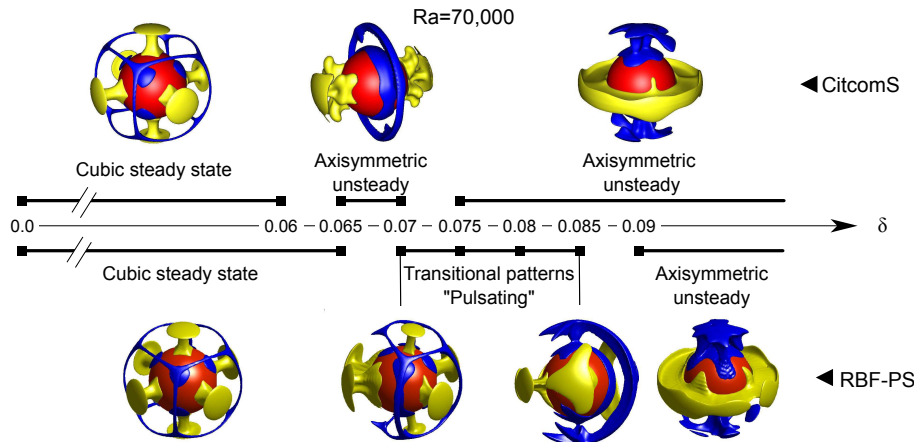 Ra=70,000
◄ CitcomS
Cubic steady state
Axisymmetric
unsteady
Axisymmetric
unsteady
0.0 0.06 0.065 0.07 0.075 0.08 0.085 0.09 δ
Cubic steady state
Transitional patterns
"Pulsating"
Axisymmetric
unsteady
◄ RBF-PS